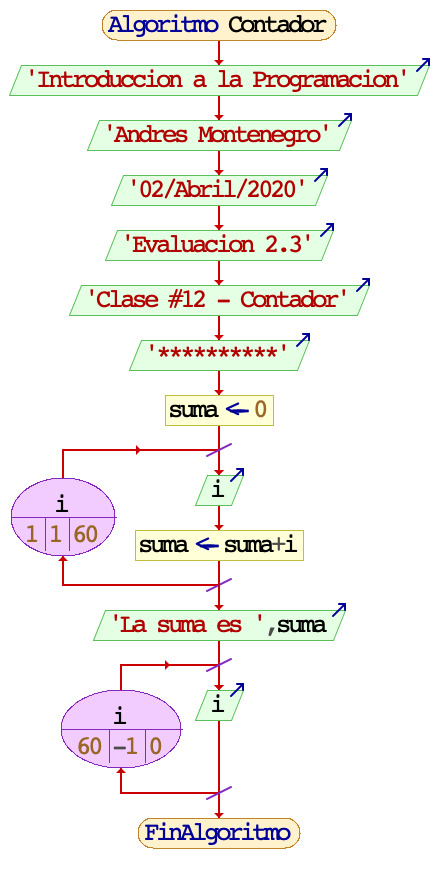 Algoritmo Contador
'Introduccion a la Programacion'
'Andres Montenegro'
'02/Abril/2020'
'Evaluacion 2.3'
'Clase #12 - Contador'
'**********'
suma ← 0
i
i
1 1 60
suma ← suma+i
'La suma es ',suma
i
i
60 -1 0
FinAlgoritmo